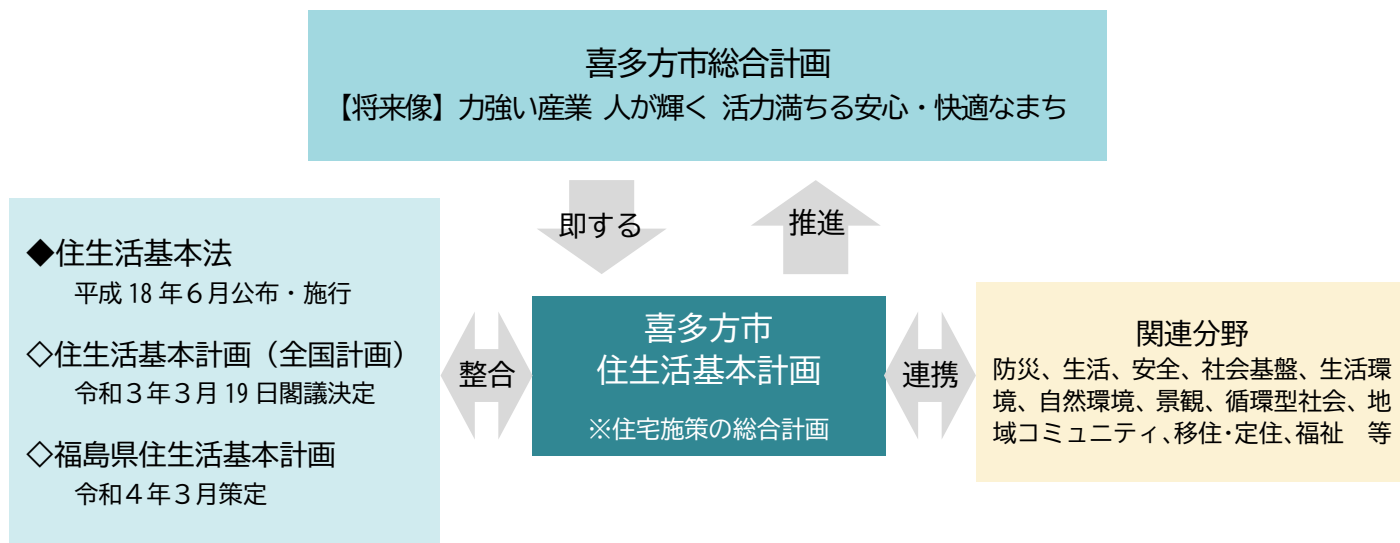 喜多方市総合計画
【将来像】力強い産業 人が輝く 活力満ちる安心・快適なまち
即する
推進
◆住生活基本法
平成18年6月公布・施行
◇住生活基本計画（全国計画）
令和３年３月19日閣議決定
◇福島県住生活基本計画
令和４年３月策定
整合
喜多方市
住生活基本計画
※住宅施策の総合計画
連携
関連分野
防災、生活、安全、社会基盤、生活環
境、自然環境、景観、循環型社会、地
域コミュニティ、移住・定住、福祉　等